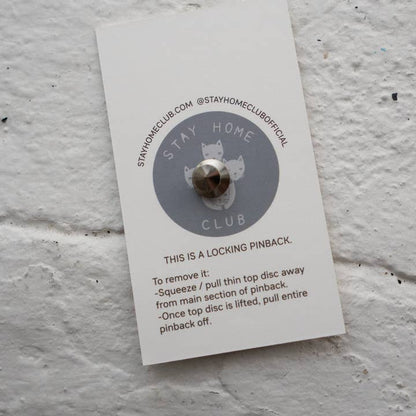 STAYHOMECLUB.COM @STAYHOMECLUBOFFICIAL
STAY HOME
CLUB
THIS IS A LOCKING PINBACK.
To remove it:
-Squeeze / pull thin top disc away
from main section of pinback.
-Once top disc is lifted, pull entire
pinback off.